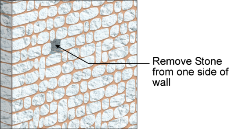 Remove Stone
from one side of
wall